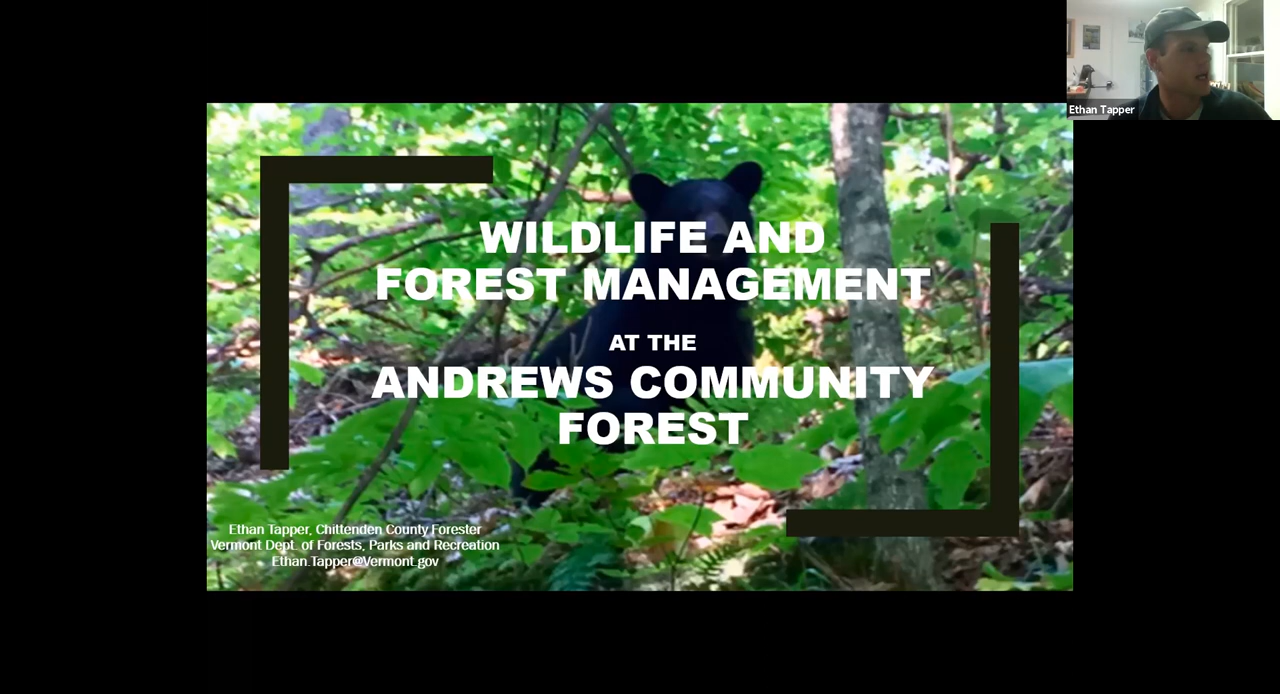 Ethan Tapper
WILDLIFE AND
FOREST MANAGEMENT
AT THE
ANDREWS COMMUNITY
FOREST
Ethan Tapper, Chittenden County Forester
Vermont Dept. of Forests, Parks and Recreation
Ethan.Tapper@Vermont.gov